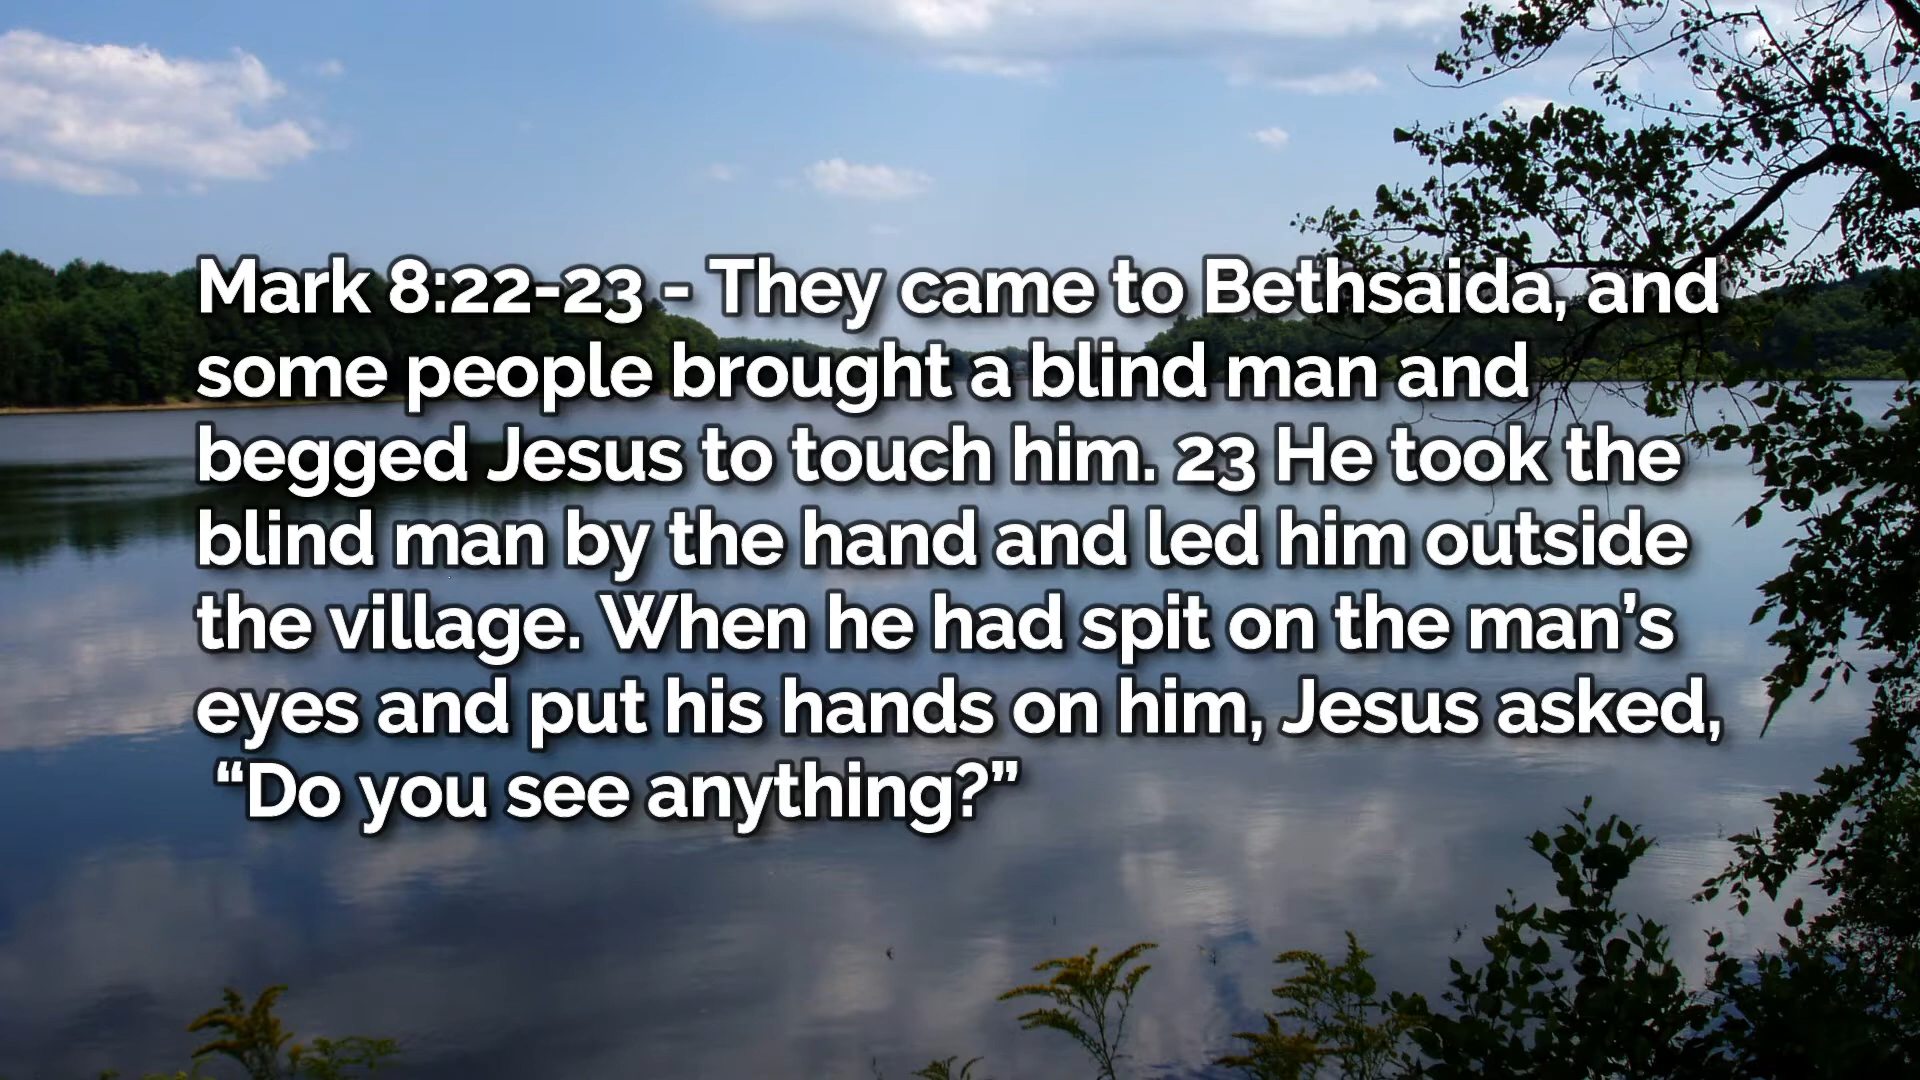 Mark 8:22-23 - They came to Bethsaida, and
some people brought a blind man and
begged Jesus to touch him. 23 He took the
blind man by the hand and led him outside
the village. When he had spit on the man’s
eyes and put his hands on him, Jesus asked,
“Do you see anything?”